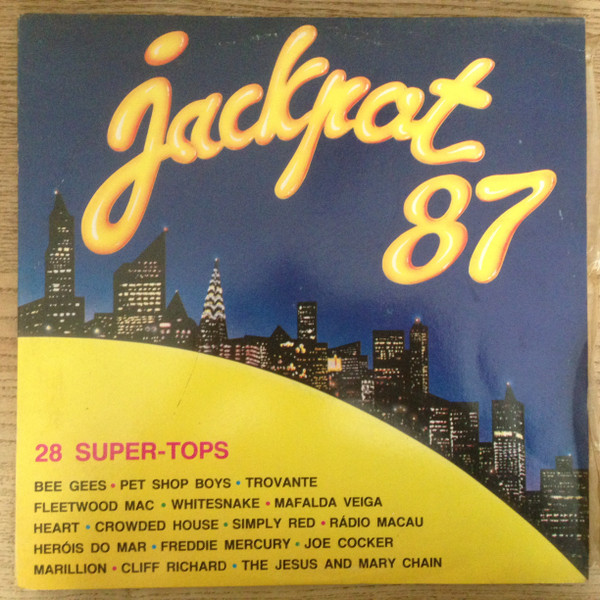 jackpot
87
28 SUPER-TOPS
BEE GEES • PET SHOP BOYS • TROVANTE
FLEETWOOD MAC • WHITESNAKE • MAFALDA VEIGA
HEART • CROWDED HOUSE • SIMPLY RED • RÁDIO MACAU
HERÓIS DO MAR • FREDDIE MERCURY • JOE COCKER
MARILLION • CLIFF RICHARD • THE JESUS AND MARY CHAIN